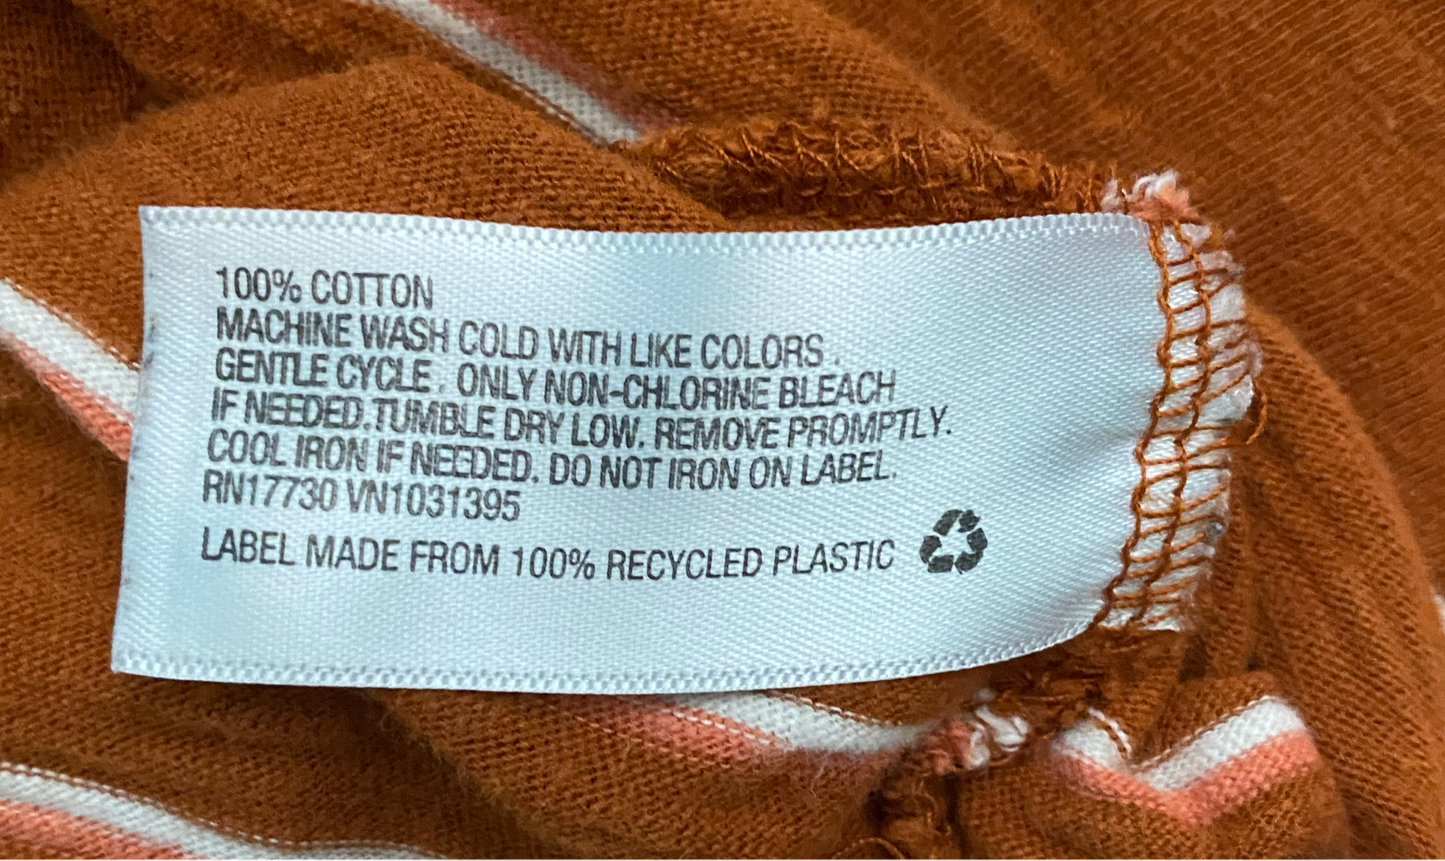 100% COTTON
MACHINE WASH COLD WITH LIKE COLORS .
GENTLE CYCLE . ONLY NON-CHLORINE BLEACH
IF NEEDED.TUMBLE DRY LOW. REMOVE PROMPTLY.
COOL IRON IF NEEDED. DO NOT IRON ON LABEL.
RN17730 VN1031395
LABEL MADE FROM 100% RECYCLED PLASTIC